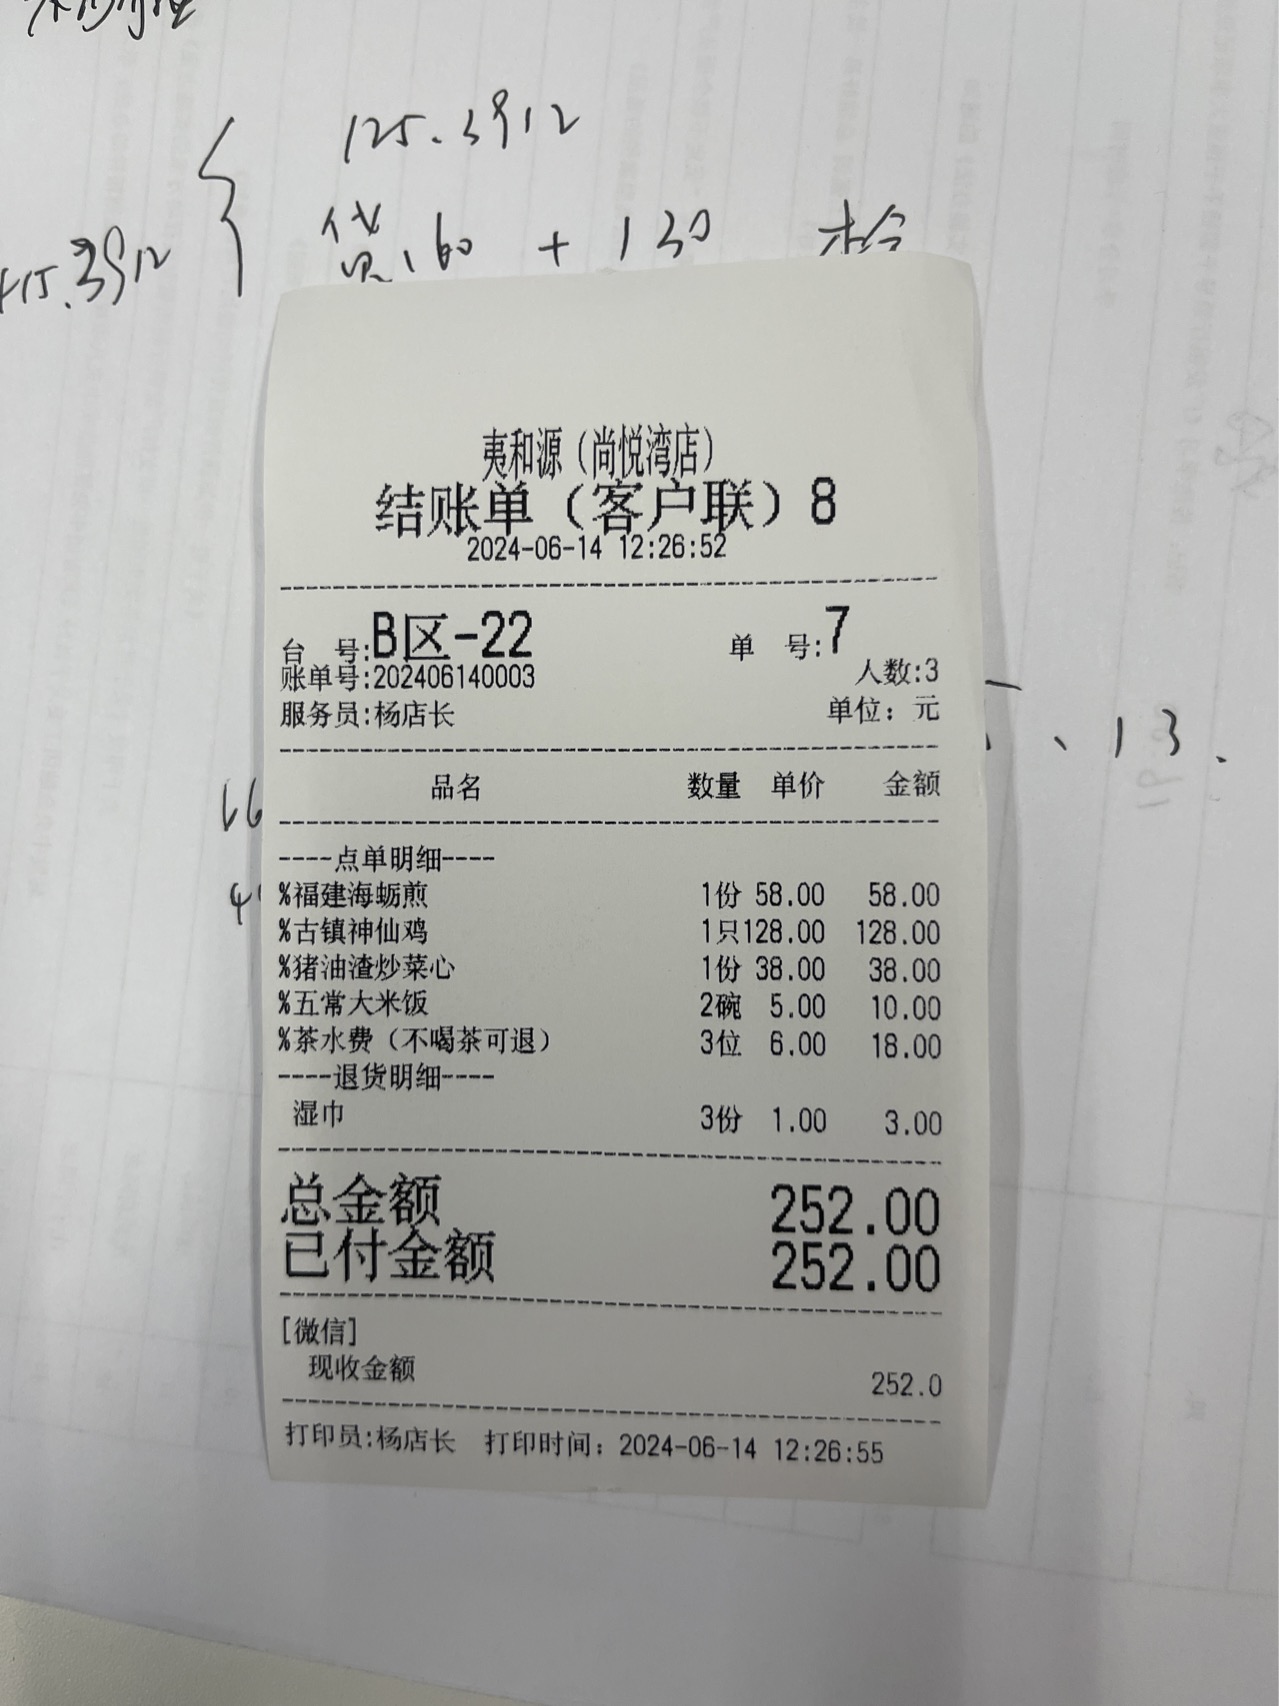 125.3912
贷160 + 130
夷和源（尚悦湾店）
结账单（客户联）8
2024-06-14 12:26:52
台 号:B区-22 单 号:7
账单号:202406140003 人数:3
服务员:杨店长 单位：元
品名 数量 单价 金额
----点单明细----
%福建海蛎煎 1份 58.00 58.00
%古镇神仙鸡 1只128.00 128.00
%猪油渣炒菜心 1份 38.00 38.00
%五常大米饭 2碗 5.00 10.00
%茶水费（不喝茶可退） 3位 6.00 18.00
----退货明细----
湿巾 3份 1.00 3.00
总金额 252.00
已付金额 252.00
[微信]
现收金额 252.0
打印员:杨店长 打印时间：2024-06-14 12:26:55